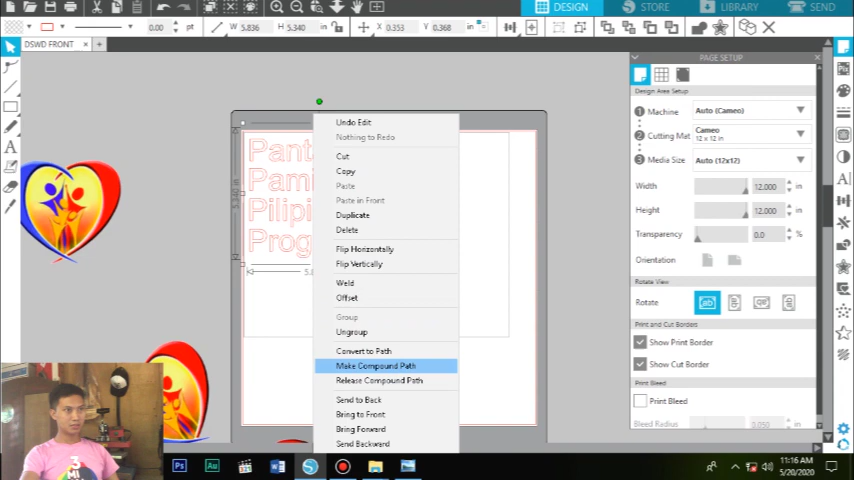 DESIGN
STORE
LIBRARY
SEND
0.00
pt
W
5.836
H
5.340
in
X
0.353
Y
0.368
in
DSWD FRONT
PAGE SETUP
Design Area Setup
1 Machine
Auto (Cameo)
2 Cutting Mat
Cameo
12 x 12 in
3 Media Size
Auto (12x12)
Width
12.000
in
Height
12.000
in
Transparency
0.0
%
Orientation
Rotate View
Rotate
Print and Cut Borders
Show Print Border
Show Cut Border
Print Bleed
Print Bleed
Bleed Radius
0.050
in
Pant
Pami
Pilipi
Prog
Undo Edit
Nothing to Redo
Cut
Copy
Paste
Paste in Front
Duplicate
Delete
Flip Horizontally
Flip Vertically
Weld
Offset
Group
Ungroup
Convert to Path
Make Compound Path
Release Compound Path
Send to Back
Bring to Front
Bring Forward
Send Backward
11:16 AM
5/20/2020